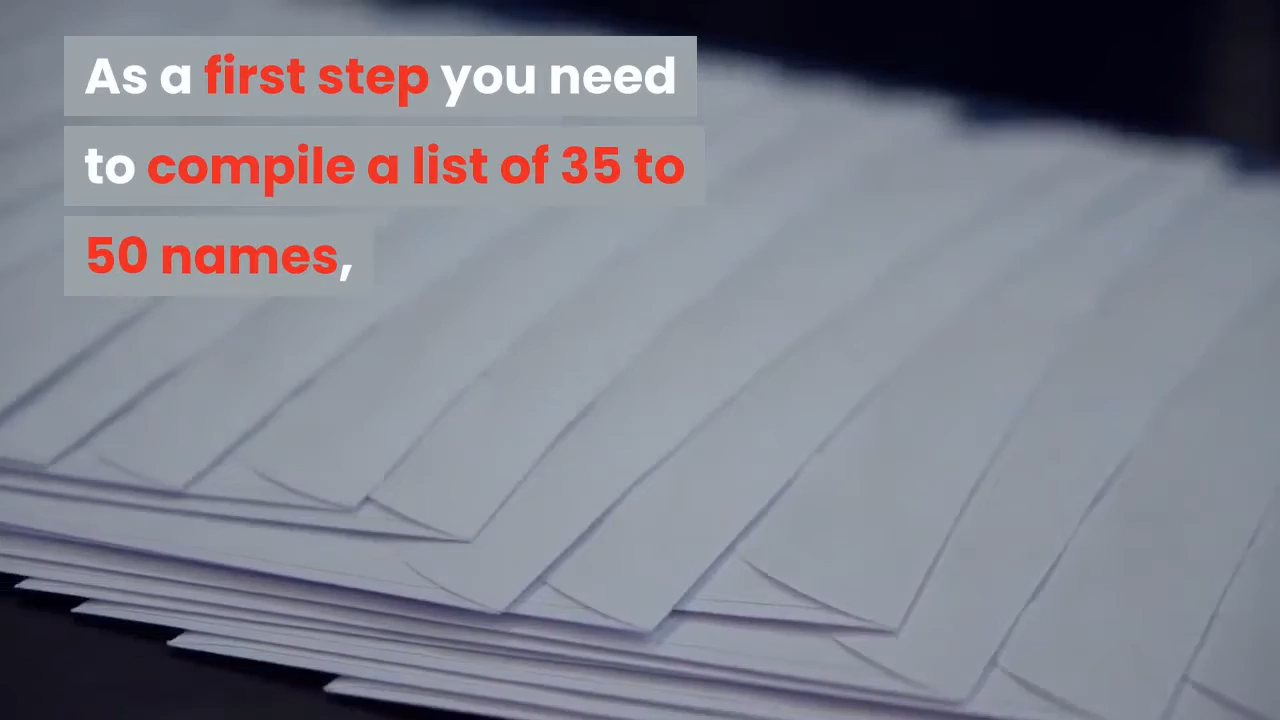 As a first step you need
to compile a list of 35 to
50 names,